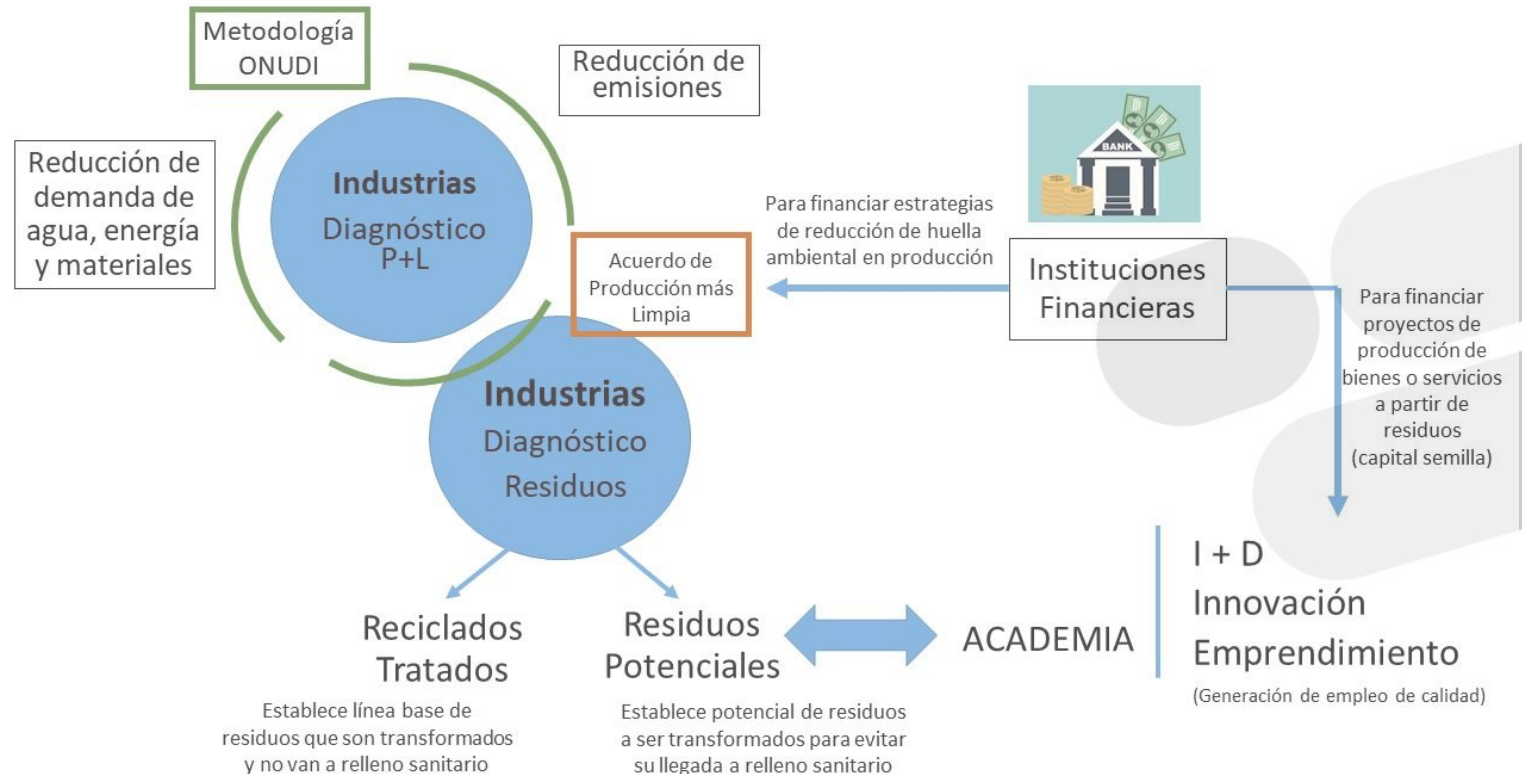 Metodología
ONUDI
Reducción de
emisiones
Reducción de
demanda de
agua, energía
y materiales
Industrias
Diagnóstico
P+L
Acuerdo de
Producción más
Limpia
Para financiar estrategias
de reducción de huella
ambiental en producción
BANK
Instituciones
Financieras
Para financiar
proyectos de
producción de
bienes o servicios
a partir de
residuos
(capital semilla)
Industrias
Diagnóstico
Residuos
Reciclados
Tratados
Establece línea base de
residuos que son transformados
y no van a relleno sanitario
Residuos
Potenciales
Establece potencial de residuos
a ser transformados para evitar
su llegada a relleno sanitario
ACADEMIA
I + D
Innovación
Emprendimiento
(Generación de empleo de calidad)